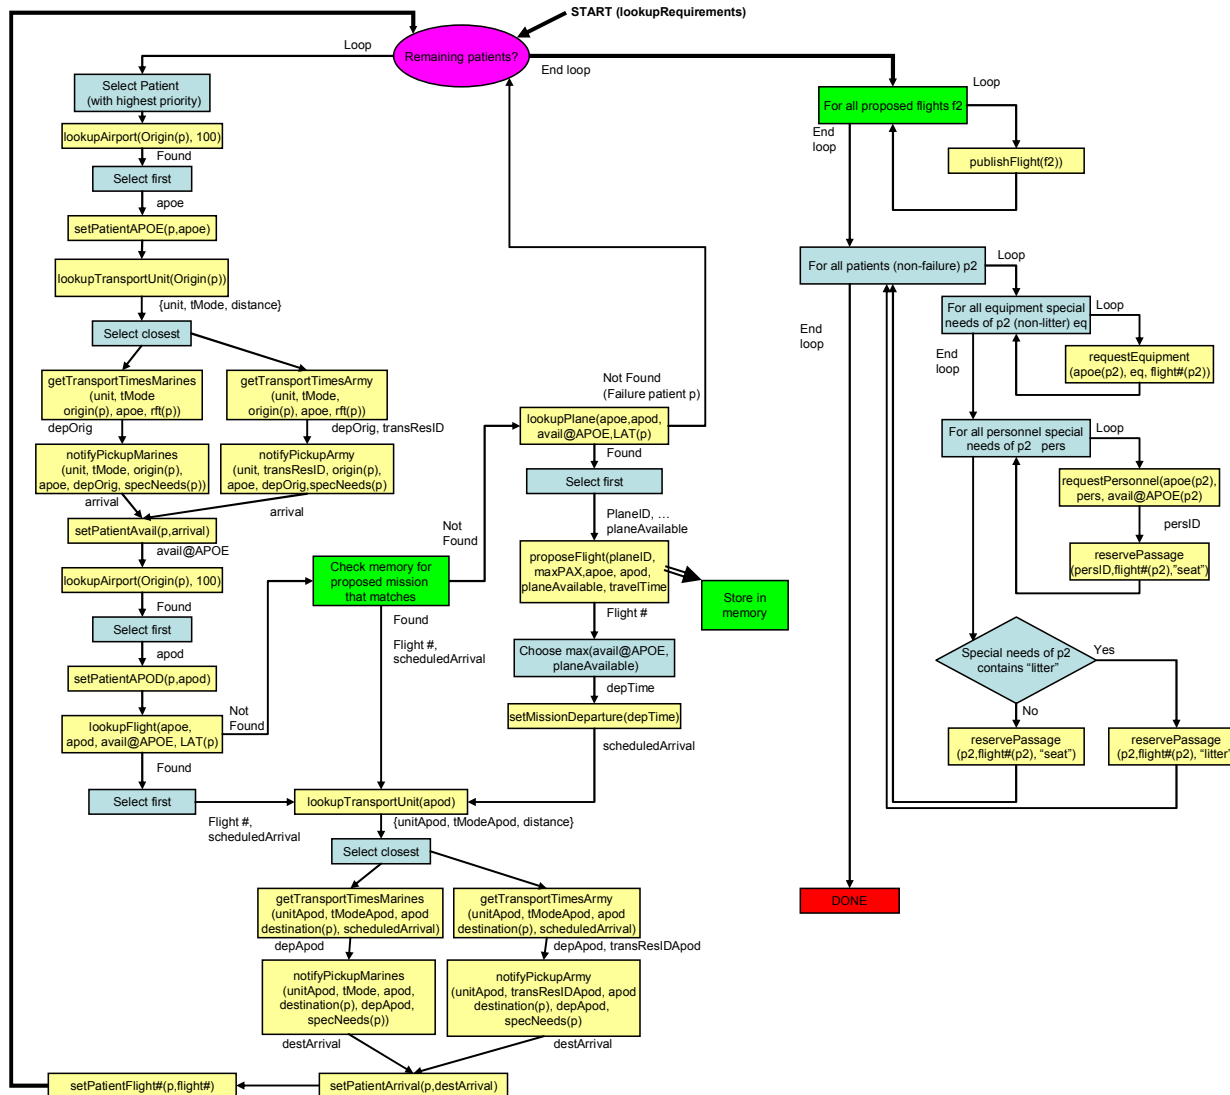 START (lookupRequirements)
Remaining patients?
Loop
End loop
Select Patient
(with highest priority)
lookupAirport(Origin(p), 100)
Found
Select first
apoe
setPatientAPOE(p,apoe)
lookupTransportUnit(Origin(p))
{unit, tMode, distance}
Select closest
getTransportTimesMarines
(unit, tMode
origin(p), apoe, rft(p))
depOrig
getTransportTimesArmy
(unit, tMode,
origin(p), apoe, rft(p))
depOrig, transResID
notifyPickupMarines
(unit, tMode, origin(p),
apoe, depOrig, specNeeds(p))
arrival
notifyPickupArmy
(unit, transResID, origin(p),
apoe, depOrig,specNeeds(p)
arrival
setPatientAvail(p,arrival)
avail@APOE
lookupAirport(Origin(p), 100)
Found
Select first
apod
setPatientAPOD(p,apod)
lookupFlight(apoe,
apod, avail@APOE, LAT(p)
Not
Found
Found
Select first
Flight #,
scheduledArrival
Check memory for
proposed mission
that matches
Not
Found
Found
Flight #,
scheduledArrival
Not Found
(Failure patient p)
lookupPlane(apoe,apod,
avail@APOE,LAT(p)
Found
Select first
PlaneID, …
planeAvailable
proposeFlight(planeID,
maxPAX,apoe, apod,
planeAvailable, travelTime
Store in
memory
Flight #
Choose max(avail@APOE,
planeAvailable)
depTime
setMissionDeparture(depTime)
scheduledArrival
lookupTransportUnit(apod)
{unitApod, tModeApod, distance}
Select closest
getTransportTimesMarines
(unitApod, tModeApod, apod
destination(p), scheduledArrival)
depApod
getTransportTimesArmy
(unitApod, tModeApod, apod
destination(p), scheduledArrival)
depApod, transResIDApod
notifyPickupMarines
(unitApod, tMode, apod,
destination(p), depApod,
specNeeds(p))
destArrival
notifyPickupArmy
(unitApod, transResIDApod, apod
destination(p), depApod,
specNeeds(p)
destArrival
setPatientArrival(p,destArrival)
setPatientFlight#(p,flight#)
For all proposed flights f2
Loop
End
loop
publishFlight(f2))
For all patients (non-failure) p2
Loop
End
loop
For all equipment special
needs of p2 (non-litter) eq
Loop
End
loop
requestEquipment
(apoe(p2), eq, flight#(p2))
For all personnel special
needs of p2 pers
Loop
requestPersonnel(apoe(p2),
pers, avail@APOE(p2)
persID
reservePassage
(persID,flight#(p2),”seat”)
Special needs of p2
contains “litter”
Yes
No
reservePassage
(p2,flight#(p2), “seat”)
reservePassage
(p2,flight#(p2), “litter”
DONE